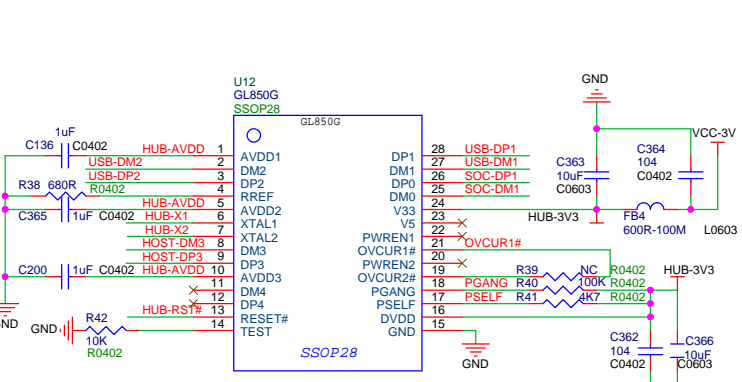 GND
U12
GL850G
SSOP28
GL850G
1uF
C136
C0402
HUB-AVDD
1
AVDD1
USB-DM2
2
DM2
USB-DP2
3
DP2
R38
680R
R0402
4
RREF
HUB-AVDD
5
AVDD2
C365
1uF
C0402
HUB-X1
6
XTAL1
HUB-X2
7
XTAL2
HOST-DM3
8
DM3
HOST-DP3
9
DP3
C200
1uF
C0402
HUB-AVDD
10
AVDD3
11
DM4
12
DP4
HUB-RST#
13
RESET#
14
TEST
GND
R42
10K
R0402
SSOP28
DP1
28
USB-DP1
DM1
27
USB-DM1
DP0
26
SOC-DP1
DM0
25
SOC-DM1
V33
24
V5
23
PWREN1
22
OVCUR1#
21
OVCUR1#
PWREN2
20
OVCUR2#
19
R39
NC
R0402
PGANG
18
PGANG
R40
100K
R0402
PSELF
17
PSELF
R41
4K7
R0402
DVDD
16
GND
15
GND
C363
10uF
C0603
C364
104
C0402
VCC-3V
HUB-3V3
FB4
600R-100M
L0603
HUB-3V3
C362
104
C0402
C366
10uF
C0603